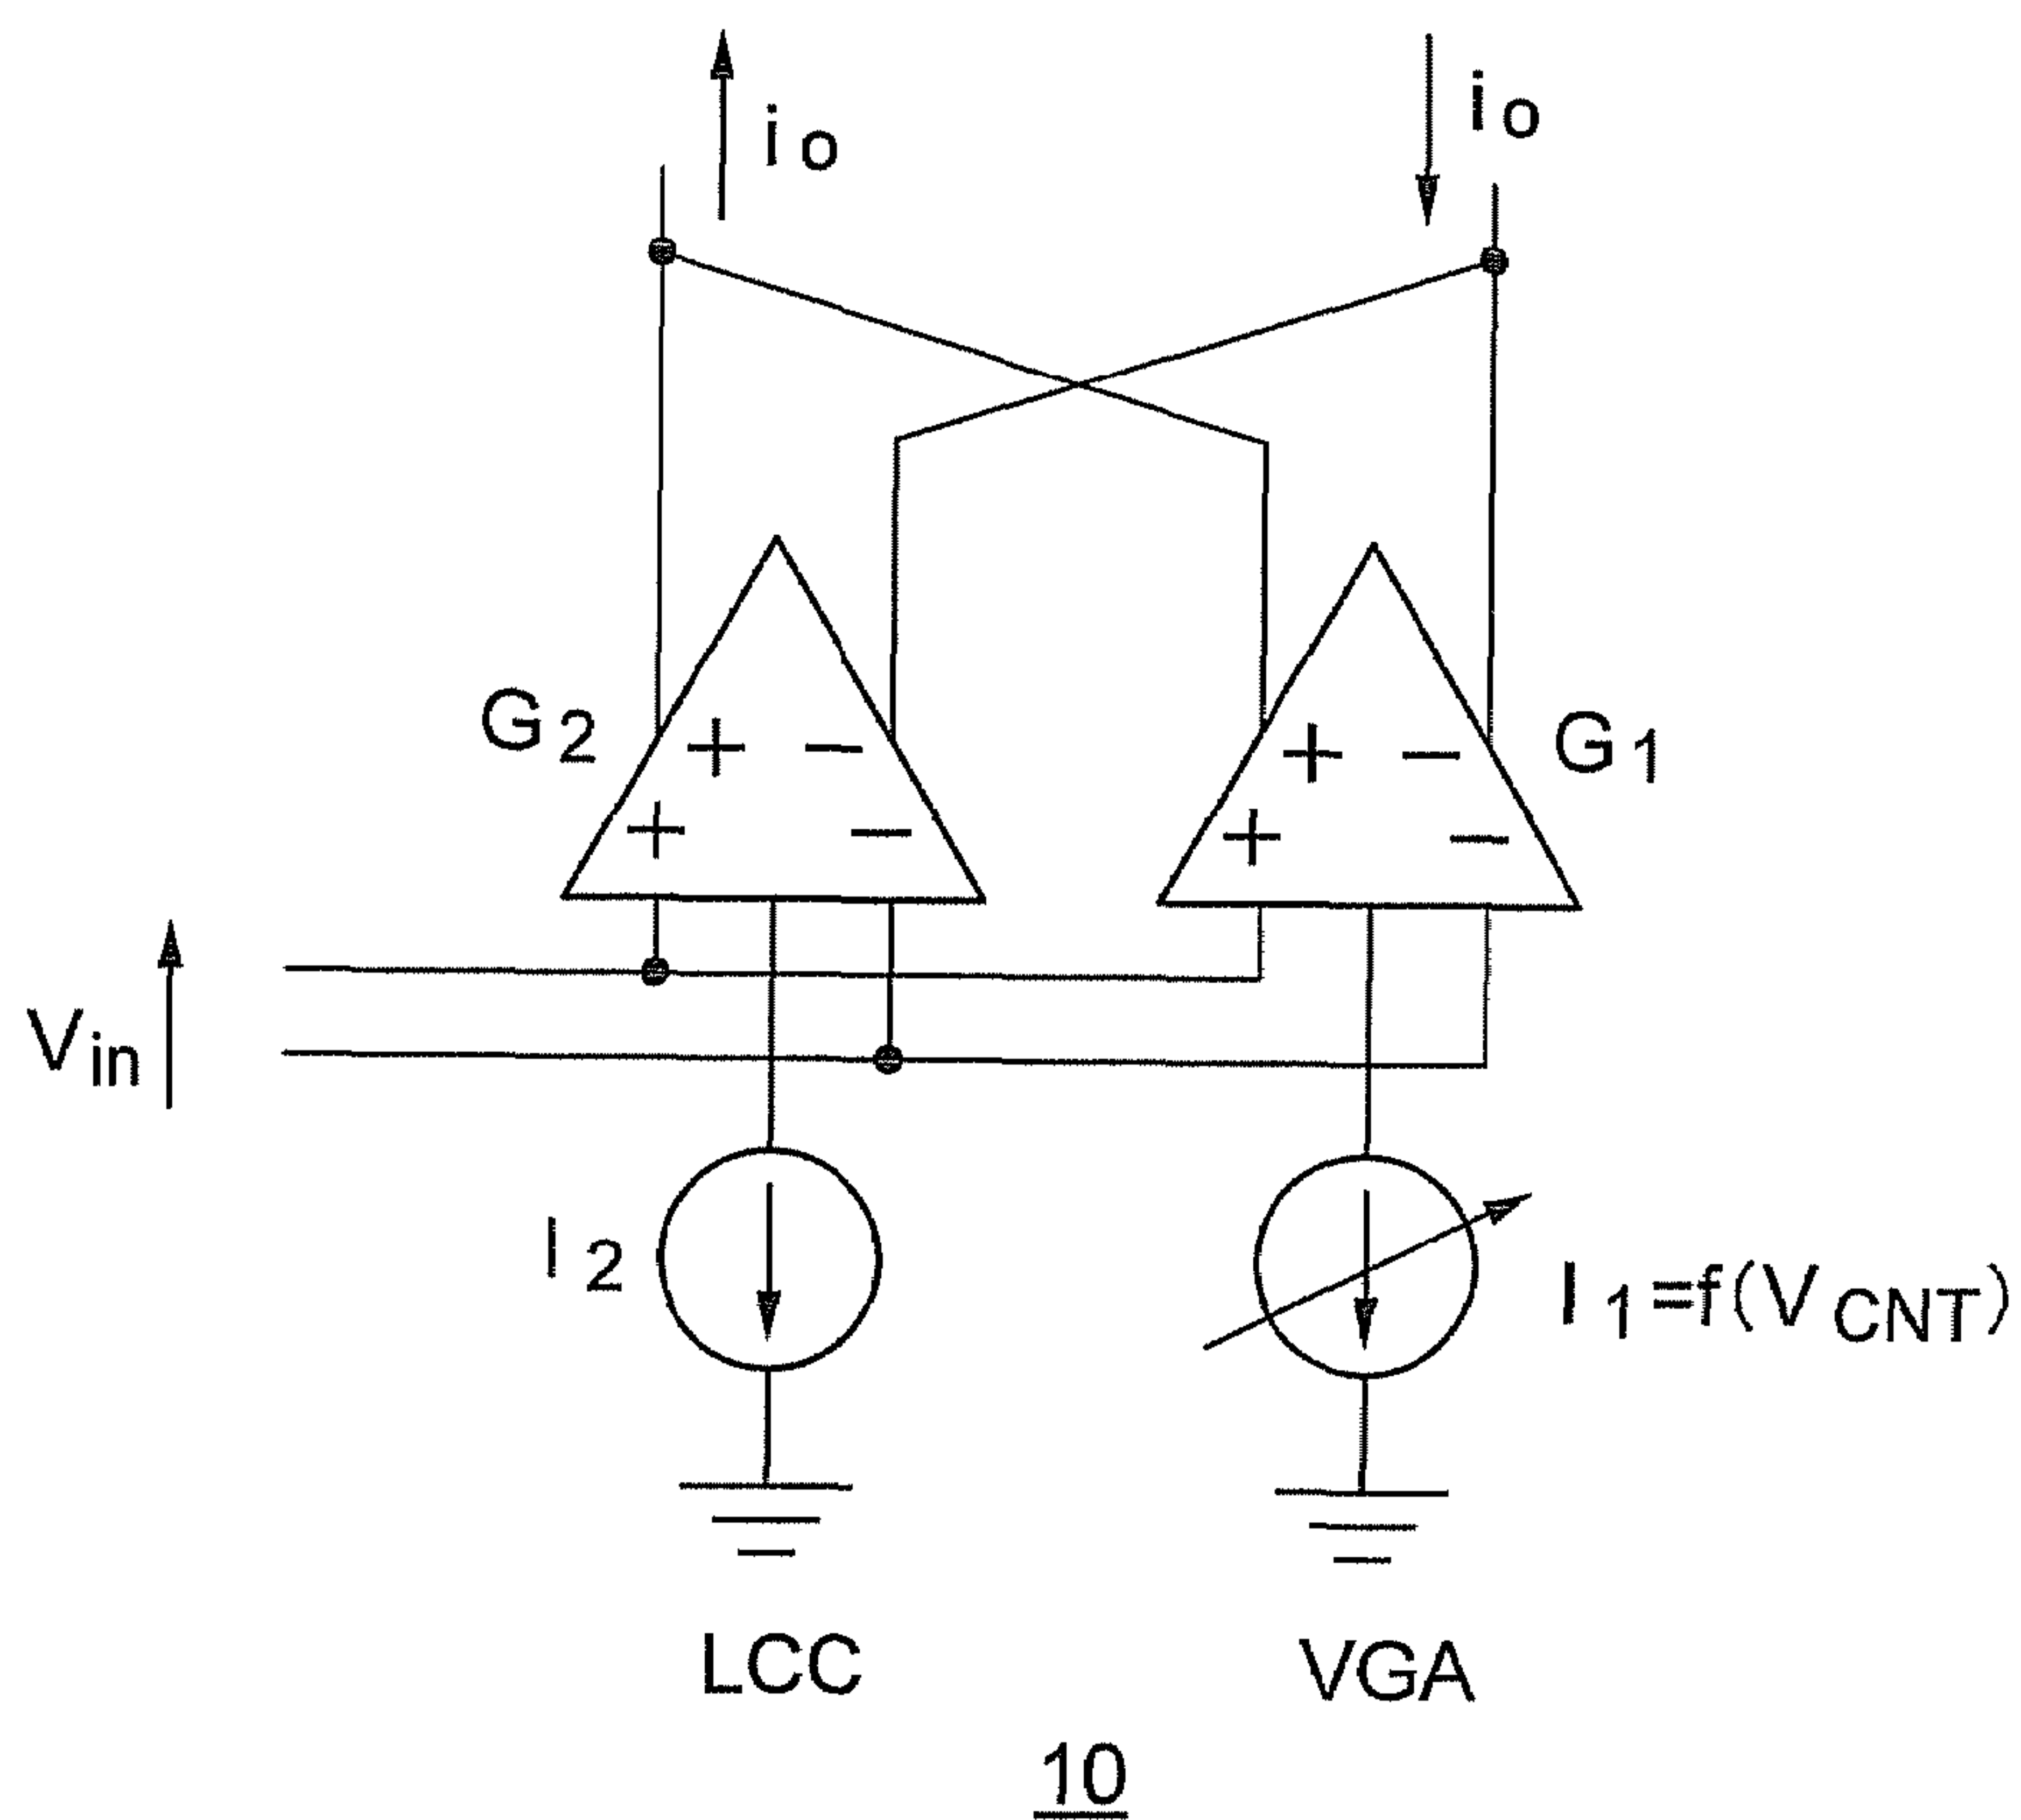 io
io
G2
+ −
+ −
G1
+ −
+ −
Vin
I2
I1=f(VCNT)
LCC
VGA
10